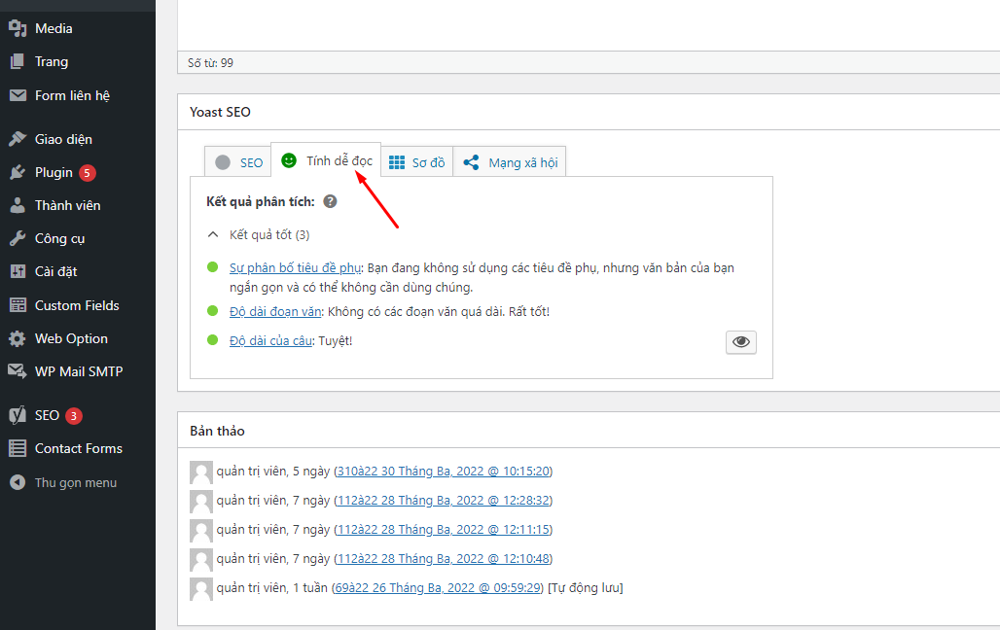 Media
Trang
Form liên hệ
Giao diện
Plugin 5
Thành viên
Công cụ
Cài đặt
Custom Fields
Web Option
WP Mail SMTP
SEO 3
Contact Forms
Thu gọn menu
Số từ: 99
Yoast SEO
SEO Tính dễ đọc Sơ đồ Mạng xã hội
Kết quả phân tích: ?
Kết quả tốt (3)
Sự phân bố tiêu đề phụ: Bạn đang không sử dụng các tiêu đề phụ, nhưng văn bản của bạn
ngắn gọn và có thể không cần dùng chúng.
Độ dài đoạn văn: Không có các đoạn văn quá dài. Rất tốt!
Độ dài của câu: Tuyệt!
Bản thảo
quản trị viên, 5 ngày (310à22 30 Tháng Ba, 2022 @ 10:15:20)
quản trị viên, 7 ngày (112à22 28 Tháng Ba, 2022 @ 12:28:32)
quản trị viên, 7 ngày (112à22 28 Tháng Ba, 2022 @ 12:11:15)
quản trị viên, 7 ngày (112à22 28 Tháng Ba, 2022 @ 12:10:48)
quản trị viên, 1 tuần (69à22 26 Tháng Ba, 2022 @ 09:59:29) [Tự động lưu]